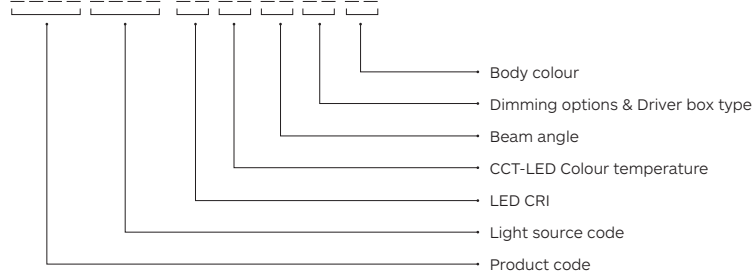 Body colour
Dimming options & Driver box type
Beam angle
CCT-LED Colour temperature
LED CRI
Light source code
Product code